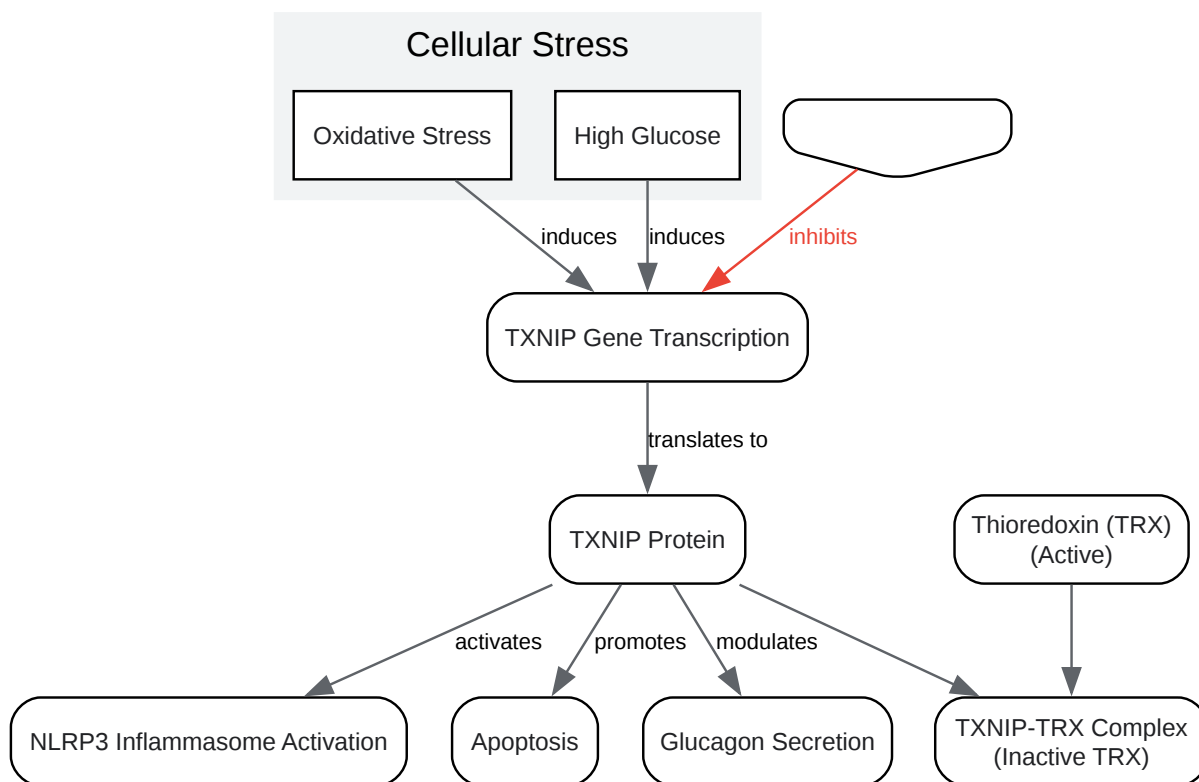 Cellular Stress
Oxidative Stress
High Glucose
induces
induces
inhibits
TXNIP Gene Transcription
translates to
TXNIP Protein
Thioredoxin (TRX)
(Active)
activates
promotes
modulates
NLRP3 Inflammasome Activation
Apoptosis
Glucagon Secretion
TXNIP-TRX Complex
(Inactive TRX)